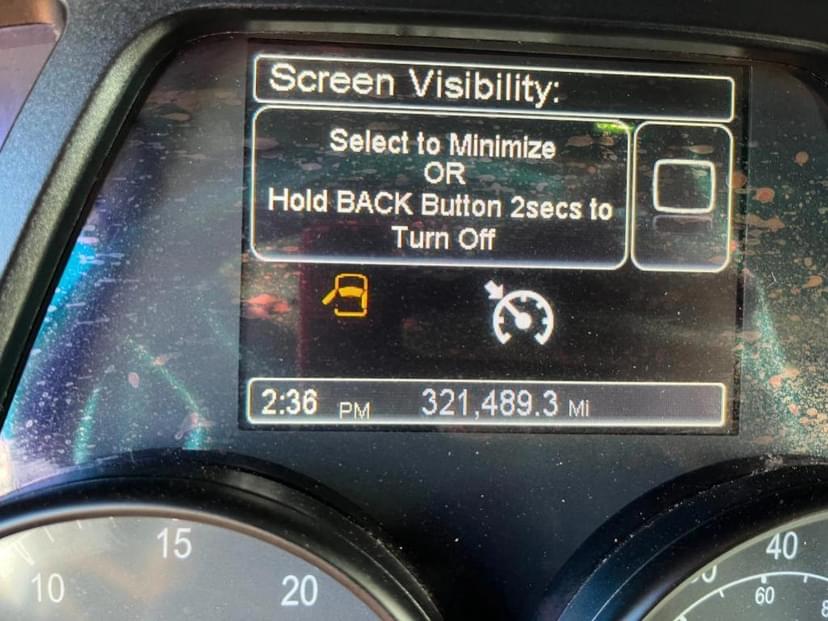 Screen Visibility:
Select to Minimize
OR
Hold BACK Button 2secs to
Turn Off
2:36 PM 321,489.3 Mi
10
15
20
40
60